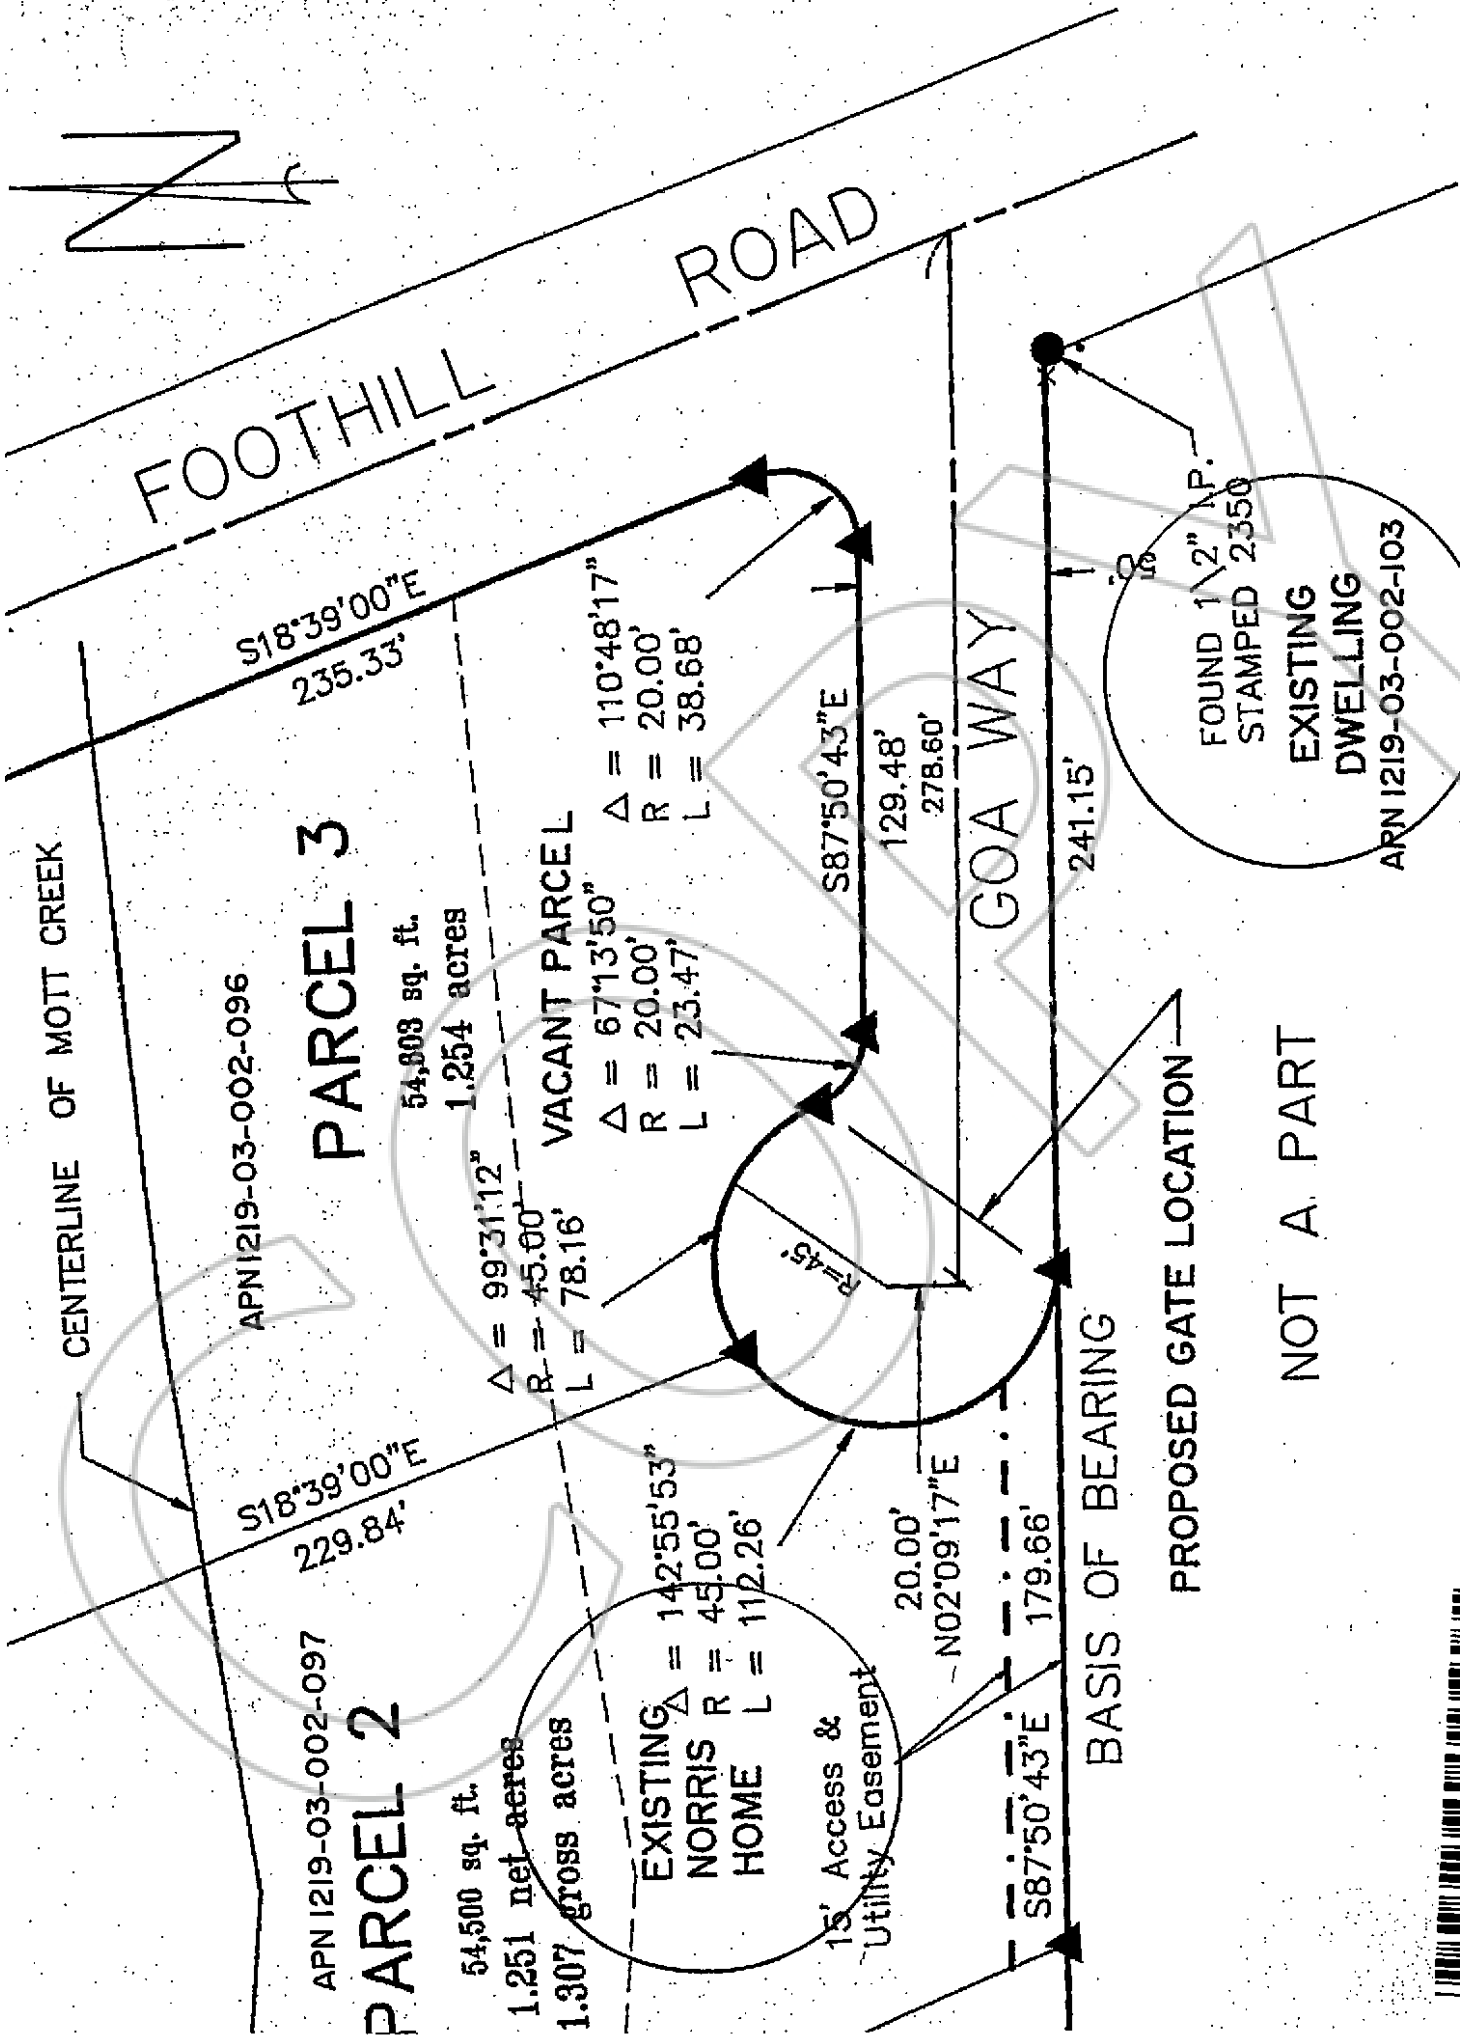 FOOTHILL ROAD
CENTERLINE OF MOTT CREEK
S18°39'00"E
235.33'
APN 1219-03-002-096
PARCEL 3
54,803 sq. ft.
1.254 acres
VACANT PARCEL
Δ = 110°48'17"
R = 20.00'
L = 38.68'
Δ = 67°13'50"
R = 20.00'
L = 23.47'
Δ = 99°31'12"
R = 45.00'
L = 78.16'
S87°50'43"E
129.48'
278.60'
GOA WAY
241.15'
R=45'
S18°39'00"E
229.84'
APN 1219-03-002-097
PARCEL 2
54,500 sq. ft.
1.251 net acres
1.307 gross acres
EXISTING
NORRIS
HOME
Δ = 142°55'53"
R = 45.00'
L = 112.26'
20.00'
N02°09'17"E
15' Access &
Utility Easement
S87°50'43"E 179.66'
BASIS OF BEARING
PROPOSED GATE LOCATION
NOT A PART
FOUND 1\2" I.P.
STAMPED 2350
EXISTING
DWELLING
ARN 1219-03-002-103
COPY